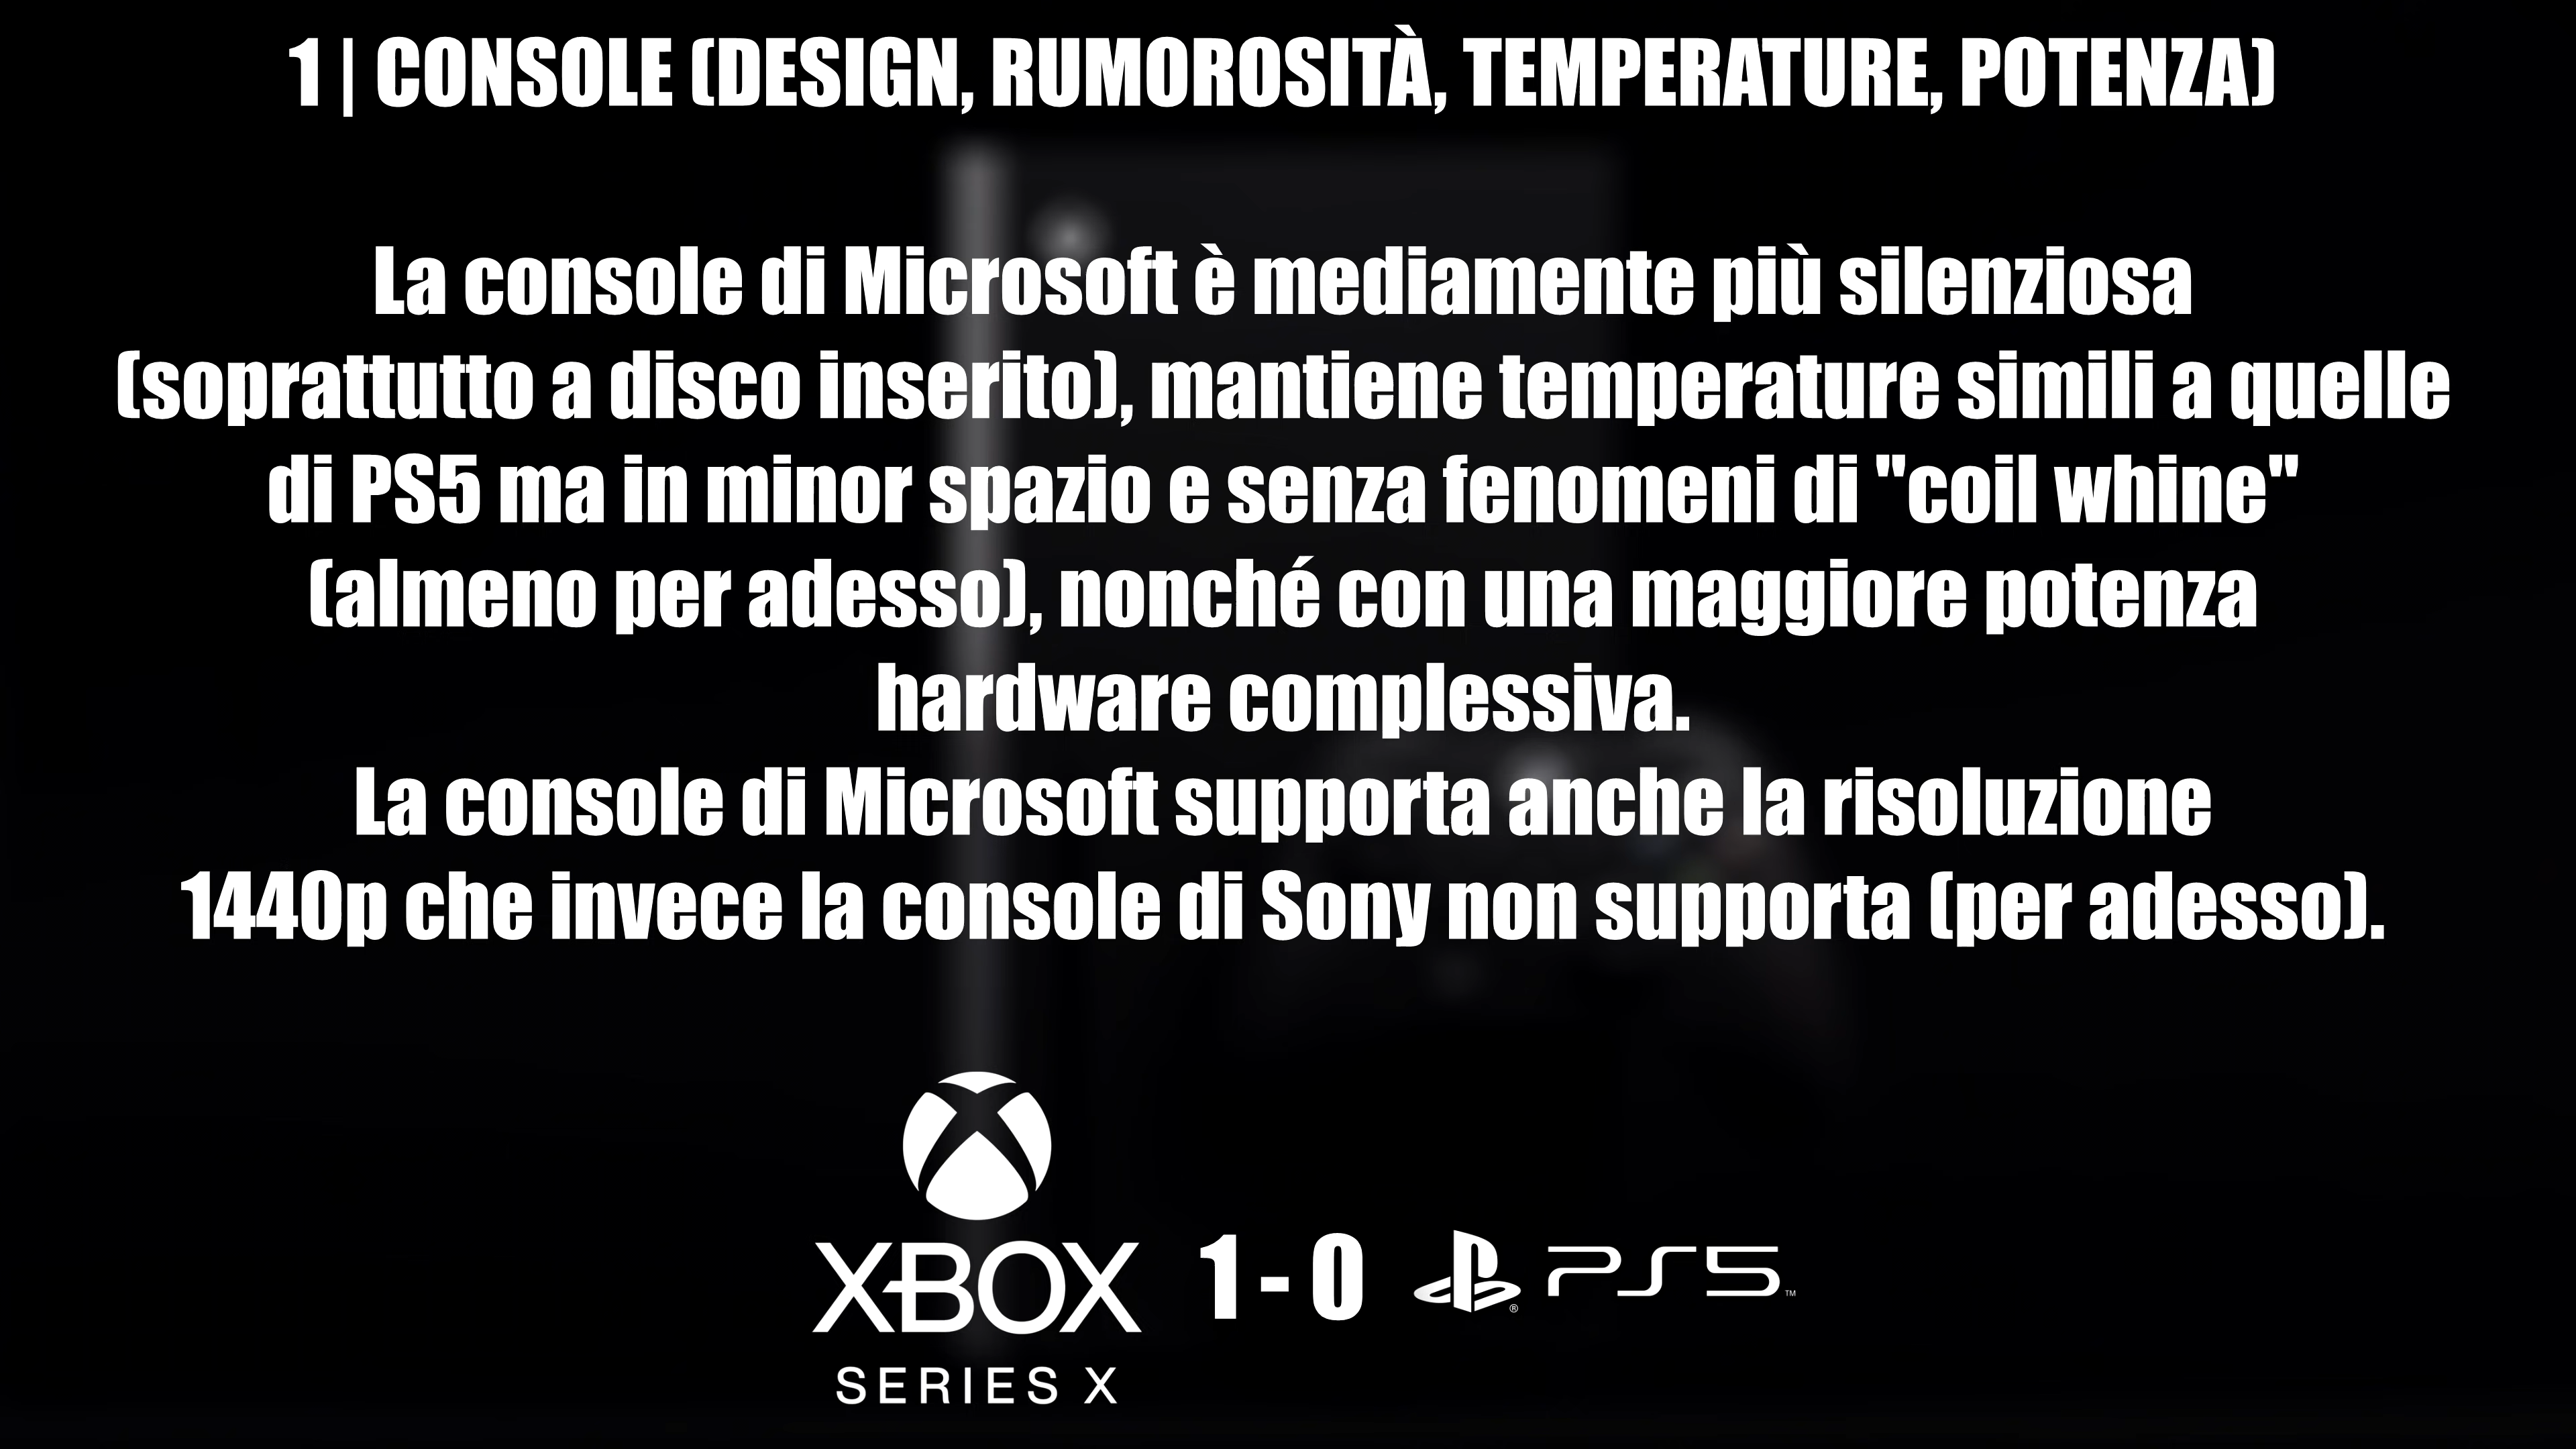 1 | CONSOLE (DESIGN, RUMOROSITÀ, TEMPERATURE, POTENZA)
La console di Microsoft è mediamente più silenziosa
(soprattutto a disco inserito), mantiene temperature simili a quelle
di PS5 ma in minor spazio e senza fenomeni di "coil whine"
(almeno per adesso), nonché con una maggiore potenza
hardware complessiva.
La console di Microsoft supporta anche la risoluzione
1440p che invece la console di Sony non supporta (per adesso).
XBOX 1 - 0 ® PS5 ™
SERIES X